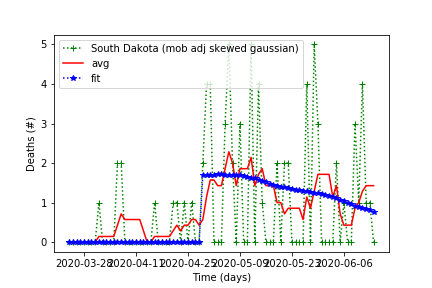 South Dakota (mob adj skewed gaussian)
avg
fit
Deaths (#)
5
4
3
2
1
0
2020-03-28 2020-04-11 2020-04-25 2020-05-09 2020-05-23 2020-06-06
Time (days)